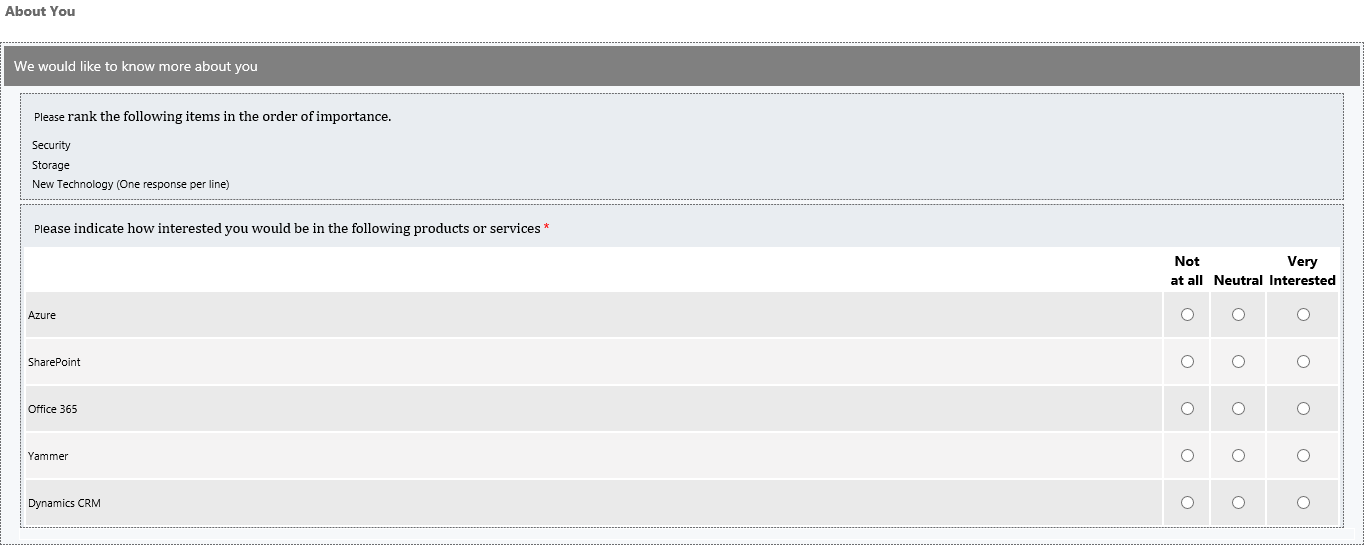 About You
We would like to know more about you
Please rank the following items in the order of importance.
Security
Storage
New Technology (One response per line)
Please indicate how interested you would be in the following products or services *
Not at all Neutral Very Interested
Azure
SharePoint
Office 365
Yammer
Dynamics CRM